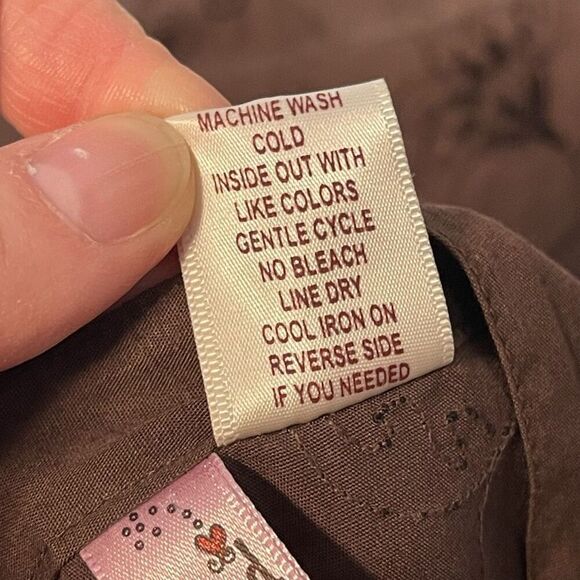 MACHINE WASH
COLD
INSIDE OUT WITH
LIKE COLORS
GENTLE CYCLE
NO BLEACH
LINE DRY
COOL IRON ON
REVERSE SIDE
IF YOU NEEDED